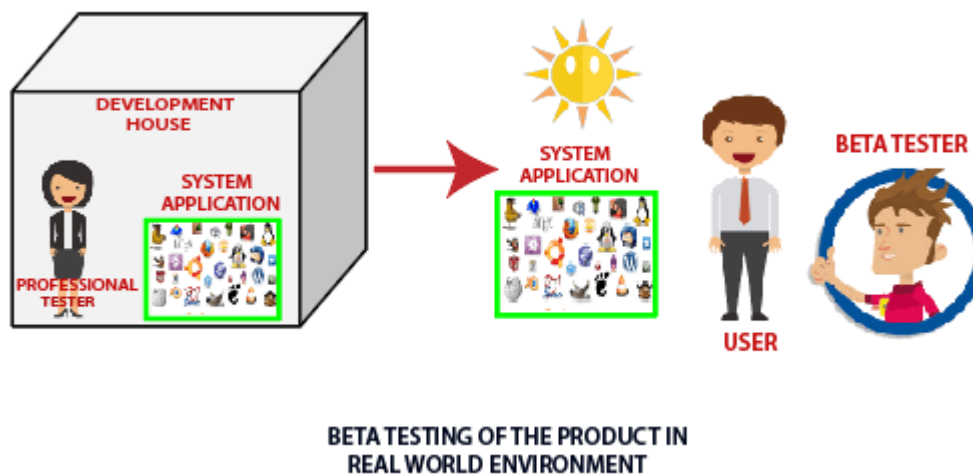 DEVELOPMENT
HOUSE
SYSTEM
APPLICATION
PROFESSIONAL
TESTER
SYSTEM
APPLICATION
USER
BETA TESTER
BETA TESTING OF THE PRODUCT IN
REAL WORLD ENVIRONMENT